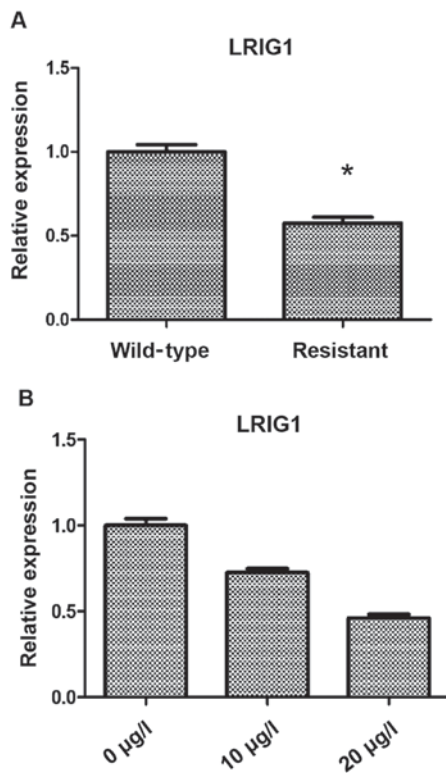 A
LRIG1
Relative expression
1.5
1.0
0.5
0.0
*
Wild-type Resistant
B
LRIG1
Relative expression
1.5
1.0
0.5
0.0
0 µg/l 10 µg/l 20 µg/l